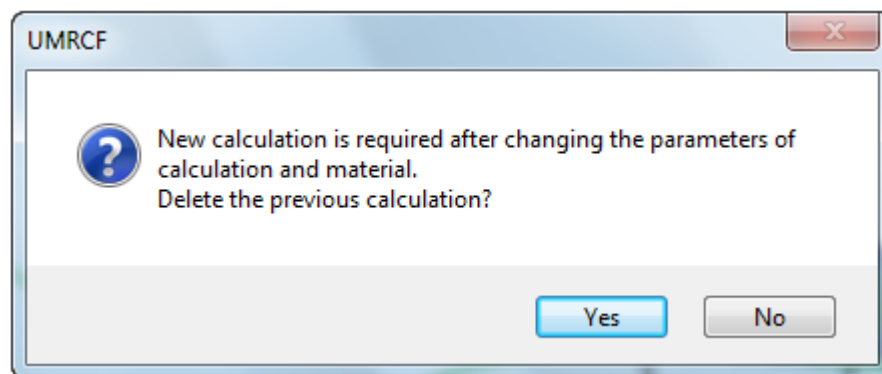 UMRCF
New calculation is required after changing the parameters of
calculation and material.
Delete the previous calculation?
Yes
No